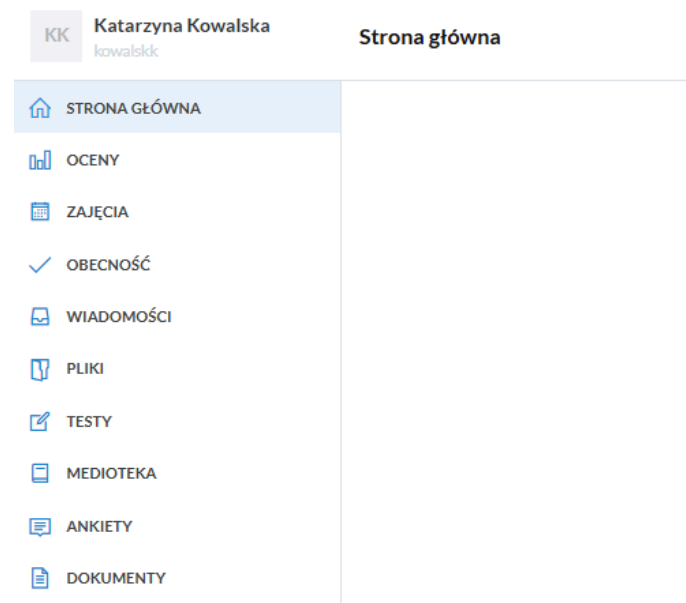 KK
Katarzyna Kowalska
kowalskk
Strona główna
STRONA GŁÓWNA
OCENY
ZAJĘCIA
OBECNOŚĆ
WIADOMOŚCI
PLIKI
TESTY
MEDIOTEKA
ANKIETY
DOKUMENTY